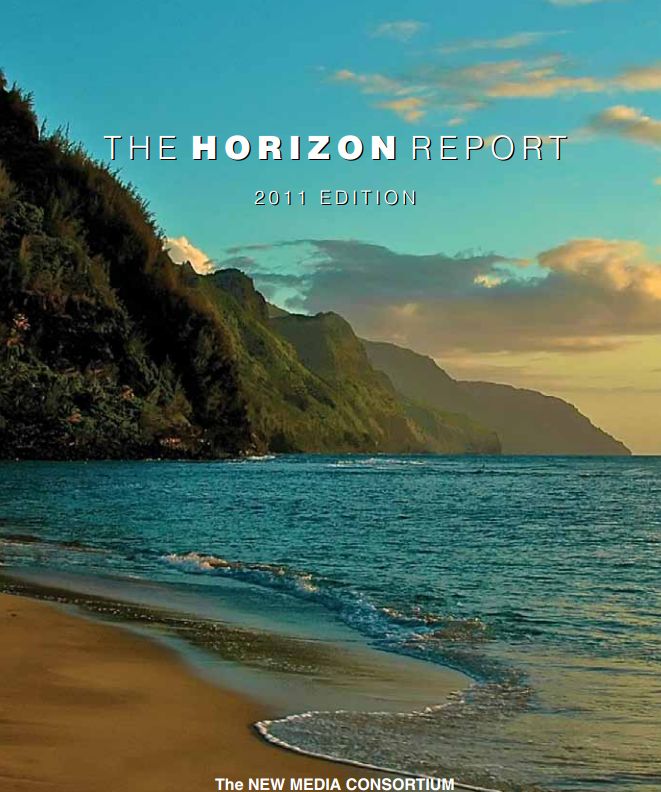 THE HORIZON REPORT
2011 EDITION
The NEW MEDIA CONSORTIUM